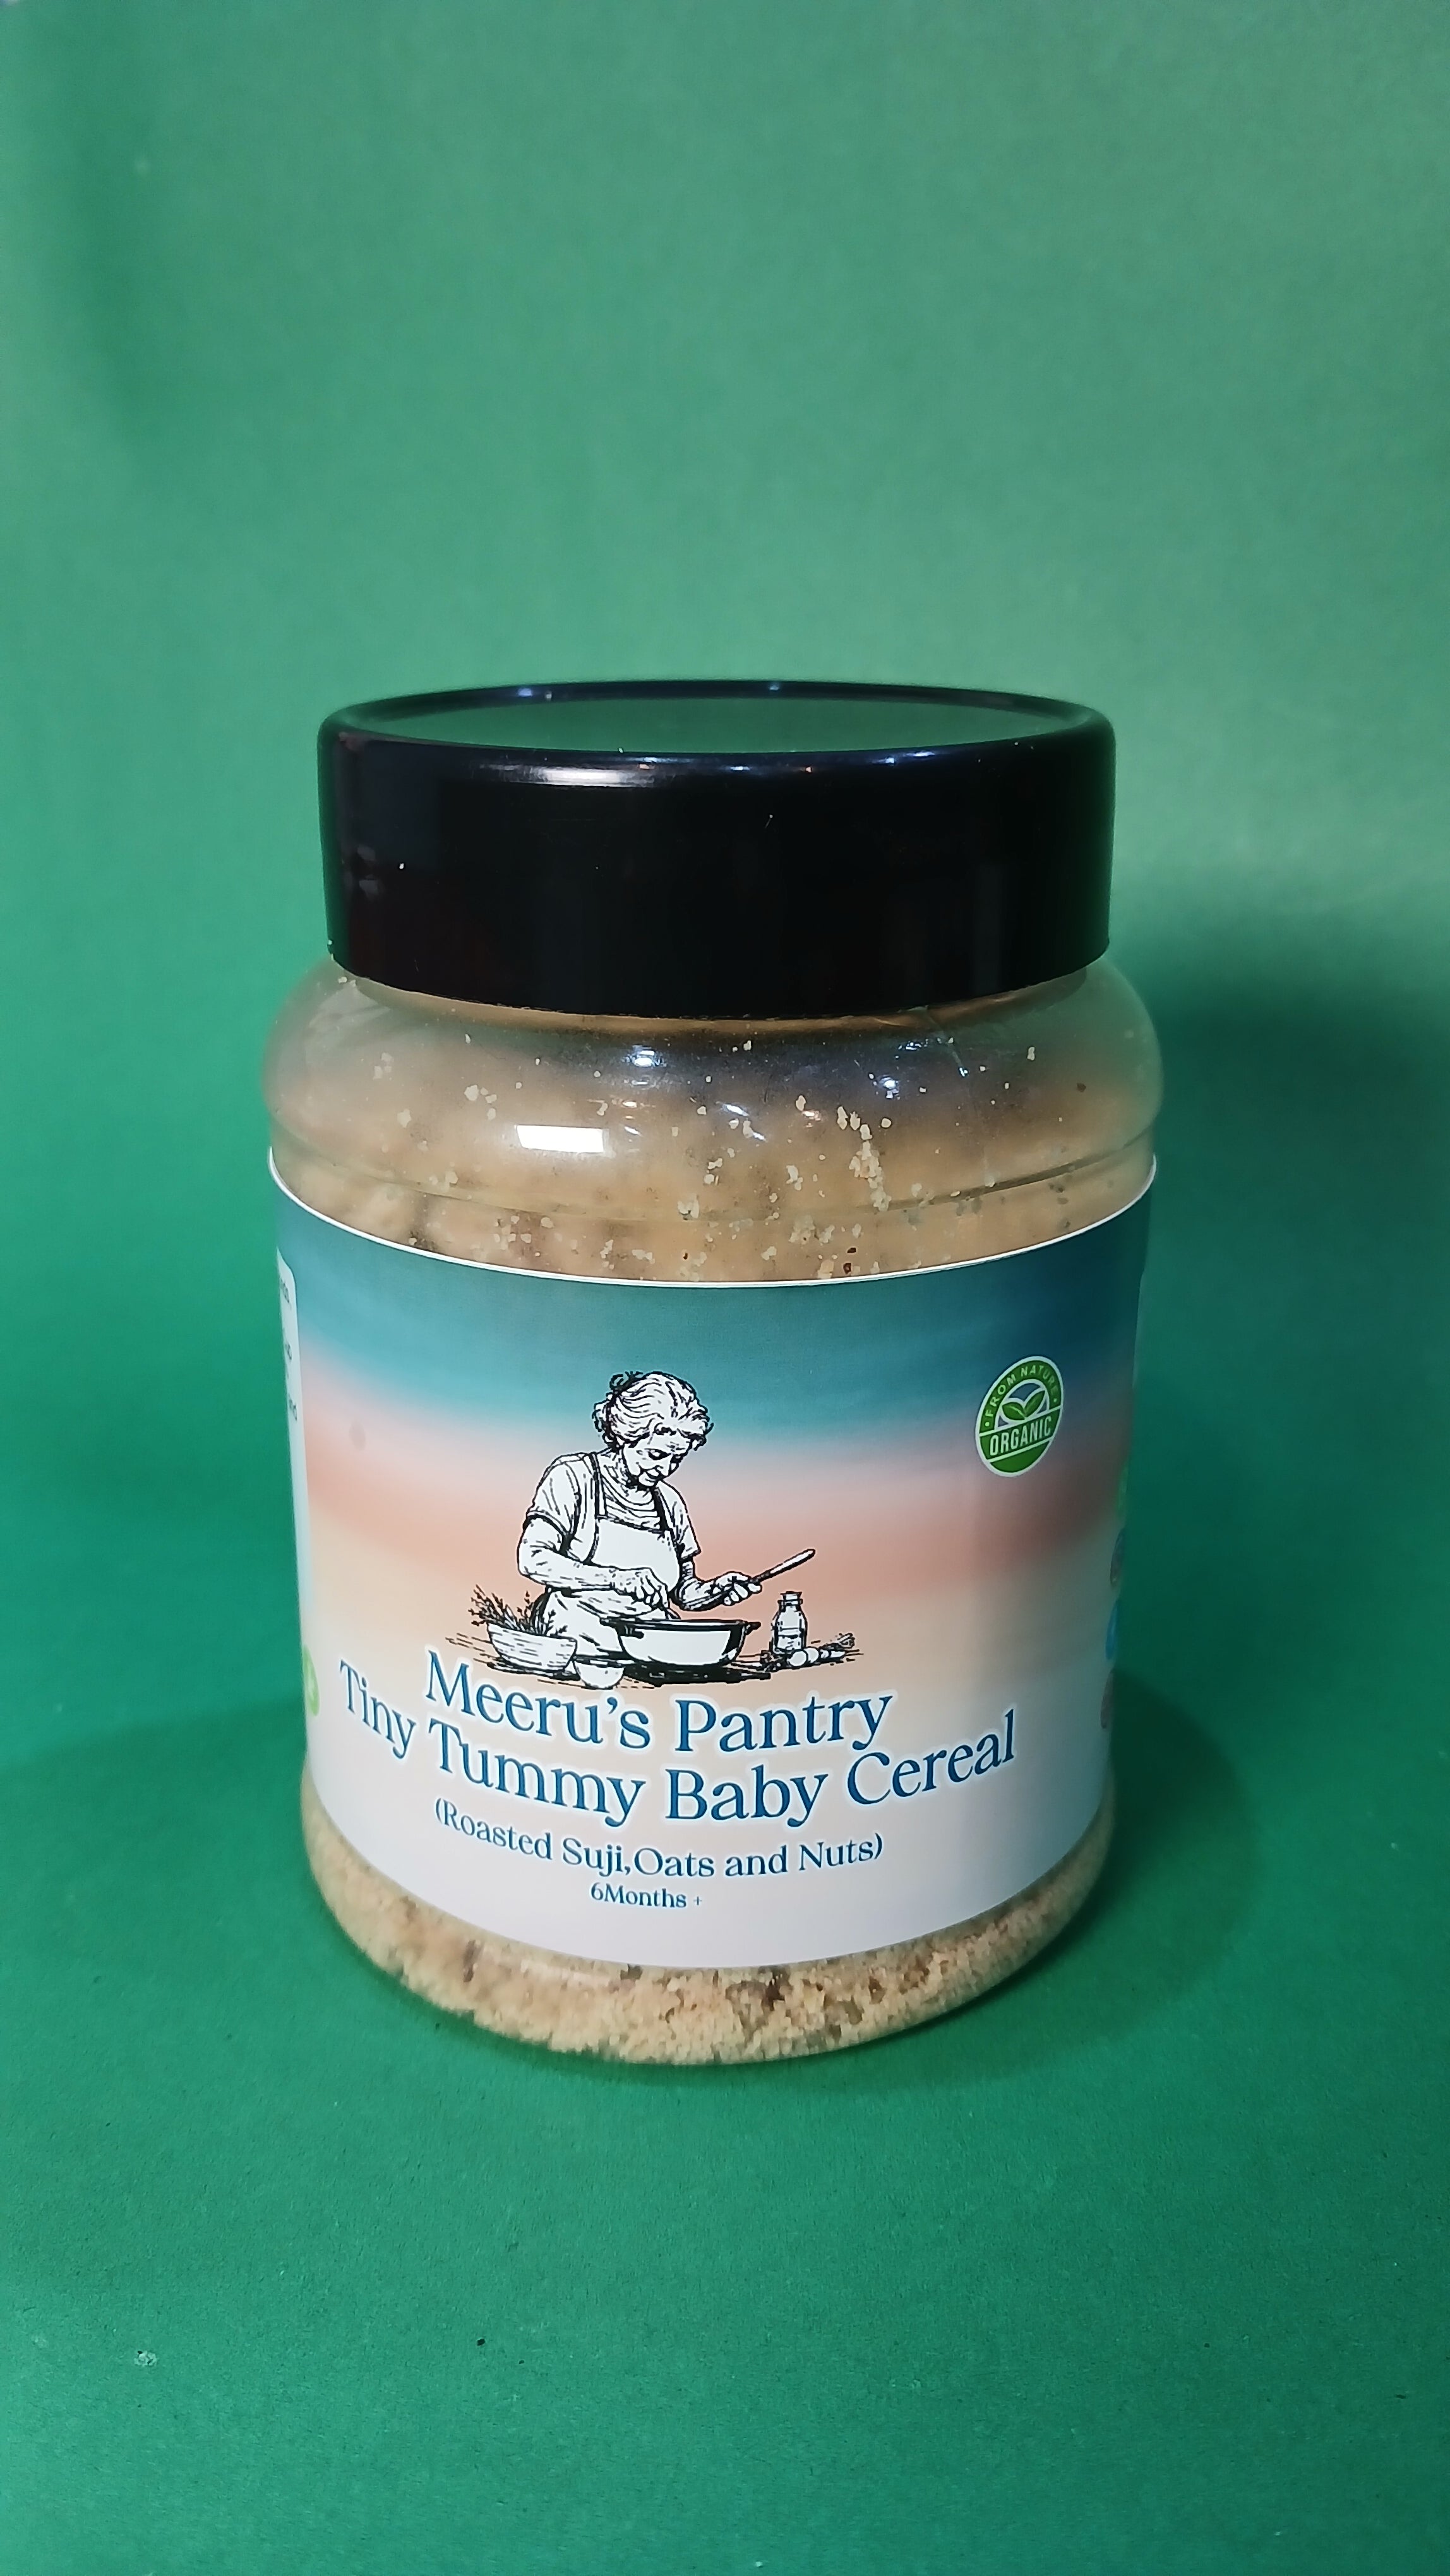 FROM NATURE
ORGANIC
Meeru's Pantry
Tiny Tummy Baby Cereal
(Roasted Suji,Oats and Nuts)
6Months +